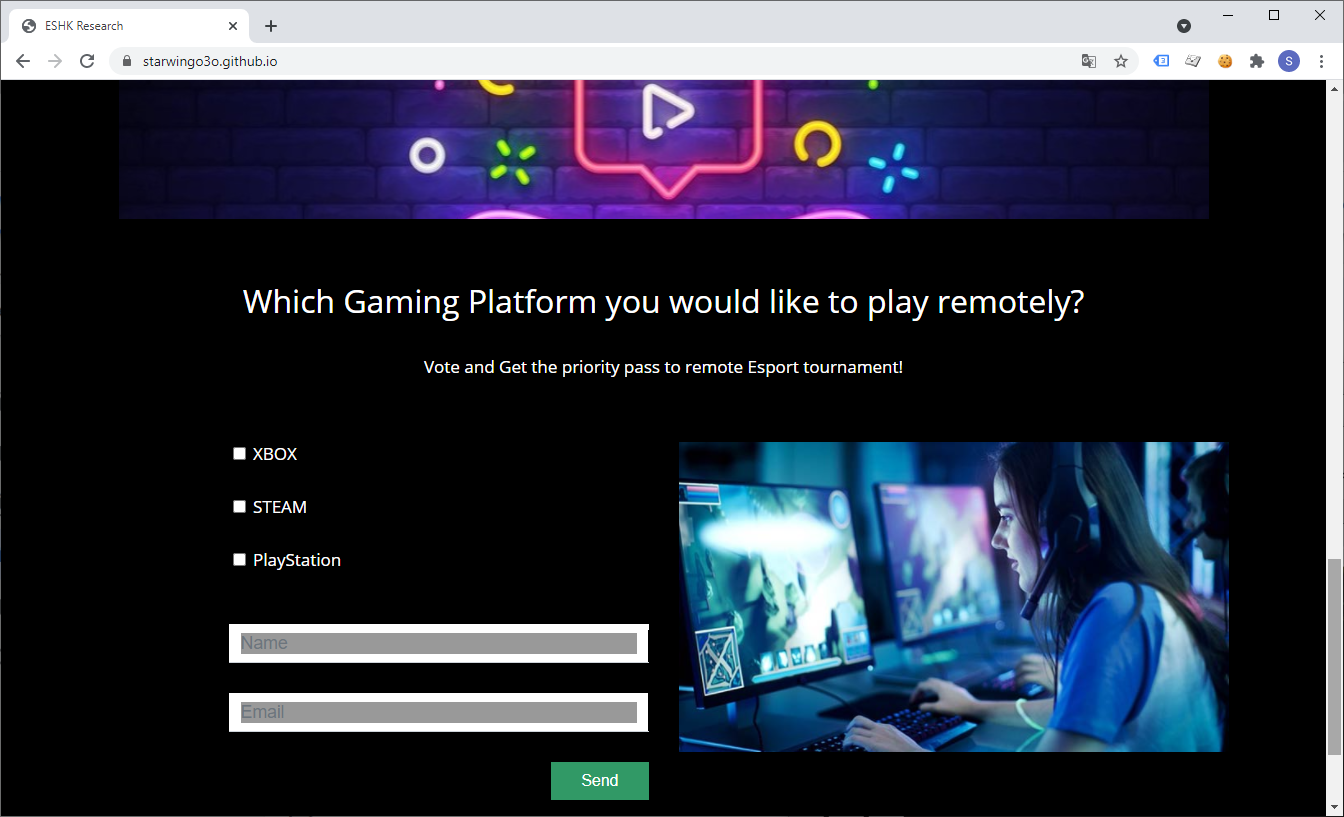 ESHK Research
starwingo3o.github.io
S
Which Gaming Platform you would like to play remotely?
Vote and Get the priority pass to remote Esport tournament!
XBOX
STEAM
PlayStation
Name
Email
Send